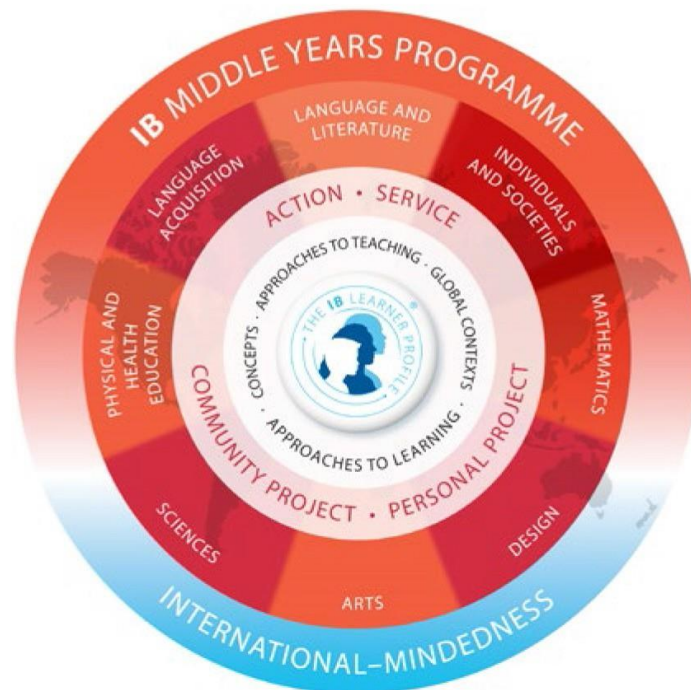 IB MIDDLE YEARS PROGRAMME
LANGUAGE AND
LITERATURE
INDIVIDUALS
AND SOCIETIES
MATHEMATICS
DESIGN
ARTS
SCIENCES
PHYSICAL AND
HEALTH
EDUCATION
LANGUAGE
ACQUISITION
ACTION • SERVICE
PERSONAL PROJECT
COMMUNITY PROJECT •
APPROACHES TO TEACHING · GLOBAL CONTEXTS ·
APPROACHES TO LEARNING ·
CONCEPTS ·
THE IB LEARNER PROFILE ®
INTERNATIONAL–MINDEDNESS